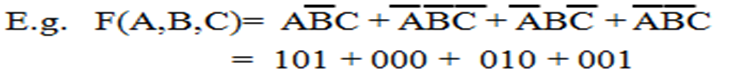 E.g. F(A,B,C)= AB̅C + A̅B̅C̅ + A̅BC̅ + A̅B̅C
= 101 + 000 + 010 + 001